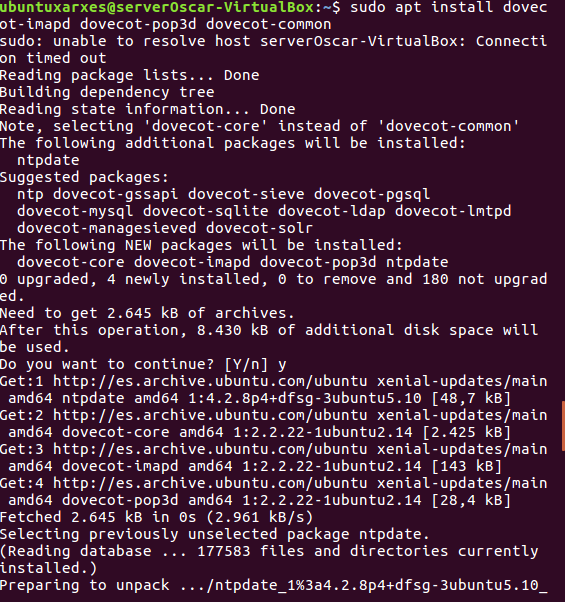 ubuntuxarxes@serverOscar-VirtualBox:~$ sudo apt install dovec
ot-imapd dovecot-pop3d dovecot-common
sudo: unable to resolve host serverOscar-VirtualBox: Connecti
on timed out
Reading package lists... Done
Building dependency tree
Reading state information... Done
Note, selecting 'dovecot-core' instead of 'dovecot-common'
The following additional packages will be installed:
  ntpdate
Suggested packages:
  ntp dovecot-gssapi dovecot-sieve dovecot-pgsql
  dovecot-mysql dovecot-sqlite dovecot-ldap dovecot-lmtpd
  dovecot-managesieved dovecot-solr
The following NEW packages will be installed:
  dovecot-core dovecot-imapd dovecot-pop3d ntpdate
0 upgraded, 4 newly installed, 0 to remove and 180 not upgrad
ed.
Need to get 2.645 kB of archives.
After this operation, 8.430 kB of additional disk space will
be used.
Do you want to continue? [Y/n] y
Get:1 http://es.archive.ubuntu.com/ubuntu xenial-updates/main
 amd64 ntpdate amd64 1:4.2.8p4+dfsg-3ubuntu5.10 [48,7 kB]
Get:2 http://es.archive.ubuntu.com/ubuntu xenial-updates/main
 amd64 dovecot-core amd64 1:2.2.22-1ubuntu2.14 [2.425 kB]
Get:3 http://es.archive.ubuntu.com/ubuntu xenial-updates/main
 amd64 dovecot-imapd amd64 1:2.2.22-1ubuntu2.14 [143 kB]
Get:4 http://es.archive.ubuntu.com/ubuntu xenial-updates/main
 amd64 dovecot-pop3d amd64 1:2.2.22-1ubuntu2.14 [28,4 kB]
Fetched 2.645 kB in 0s (2.961 kB/s)
Selecting previously unselected package ntpdate.
(Reading database ... 177583 files and directories currently
installed.)
Preparing to unpack .../ntpdate_1%3a4.2.8p4+dfsg-3ubuntu5.10_